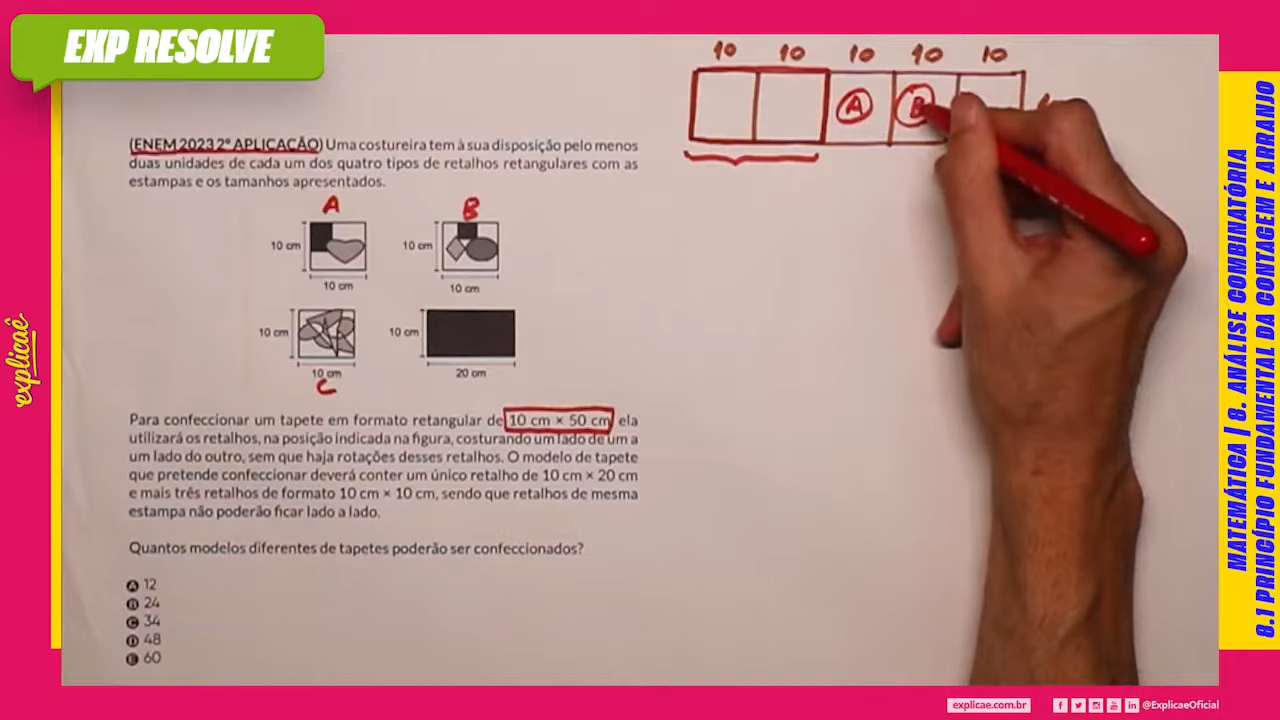 EXP RESOLVE
10 10 10 10 10
A B
(ENEM 2023 2ª APLICAÇÃO) Uma costureira tem à sua disposição pelo menos
duas unidades de cada um dos quatro tipos de retalhos retangulares com as
estampas e os tamanhos apresentados.
A B
10 cm 10 cm
10 cm 10 cm
10 cm 10 cm
10 cm 20 cm
C
Para confeccionar um tapete em formato retangular de 10 cm × 50 cm ela
utilizará os retalhos, na posição indicada na figura, costurando um lado de um a
um lado do outro, sem que haja rotações desses retalhos. O modelo de tapete
que pretende confeccionar deverá conter um único retalho de 10 cm × 20 cm
e mais três retalhos de formato 10 cm × 10 cm, sendo que retalhos de mesma
estampa não poderão ficar lado a lado.
Quantos modelos diferentes de tapetes poderão ser confeccionados?
A 12
B 24
C 34
D 48
E 60
explicaê
MATEMÁTICA | 8. ANÁLISE COMBINATÓRIA
8.1 PRINCÍPIO FUNDAMENTAL DA CONTAGEM E ARRANJO
explicae.com.br @ExplicaeOficial